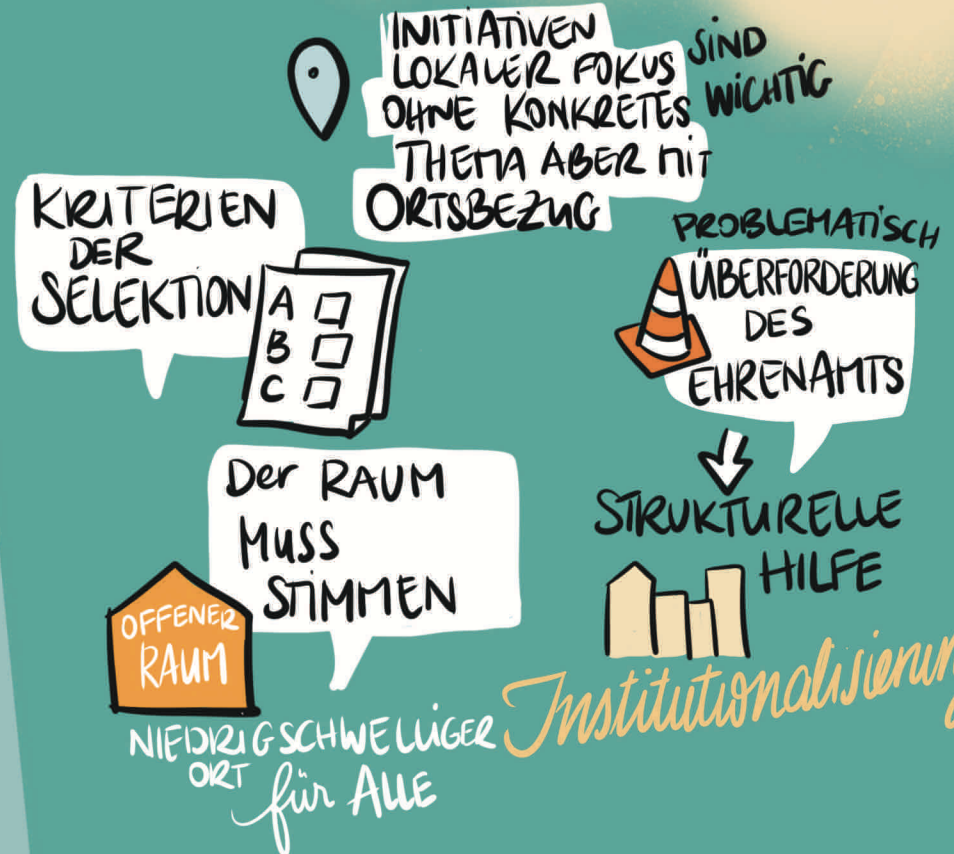 INITIATIVEN
LOKALER FOKUS
OHNE KONKRETES
THEMA ABER MIT
ORTSBEZUG
SIND
WICHTIG
KRITERIEN
DER
SELEKTION
A
B
C
PROBLEMATISCH
ÜBERFORDERUNG
DES
EHRENAMTS
STRUKTURELLE
HILFE
Institutionalisierung
Der RAUM
MUSS
STIMMEN
OFFENER
RAUM
NIEDRIGSCHWELLIGER
ORT
für ALLE